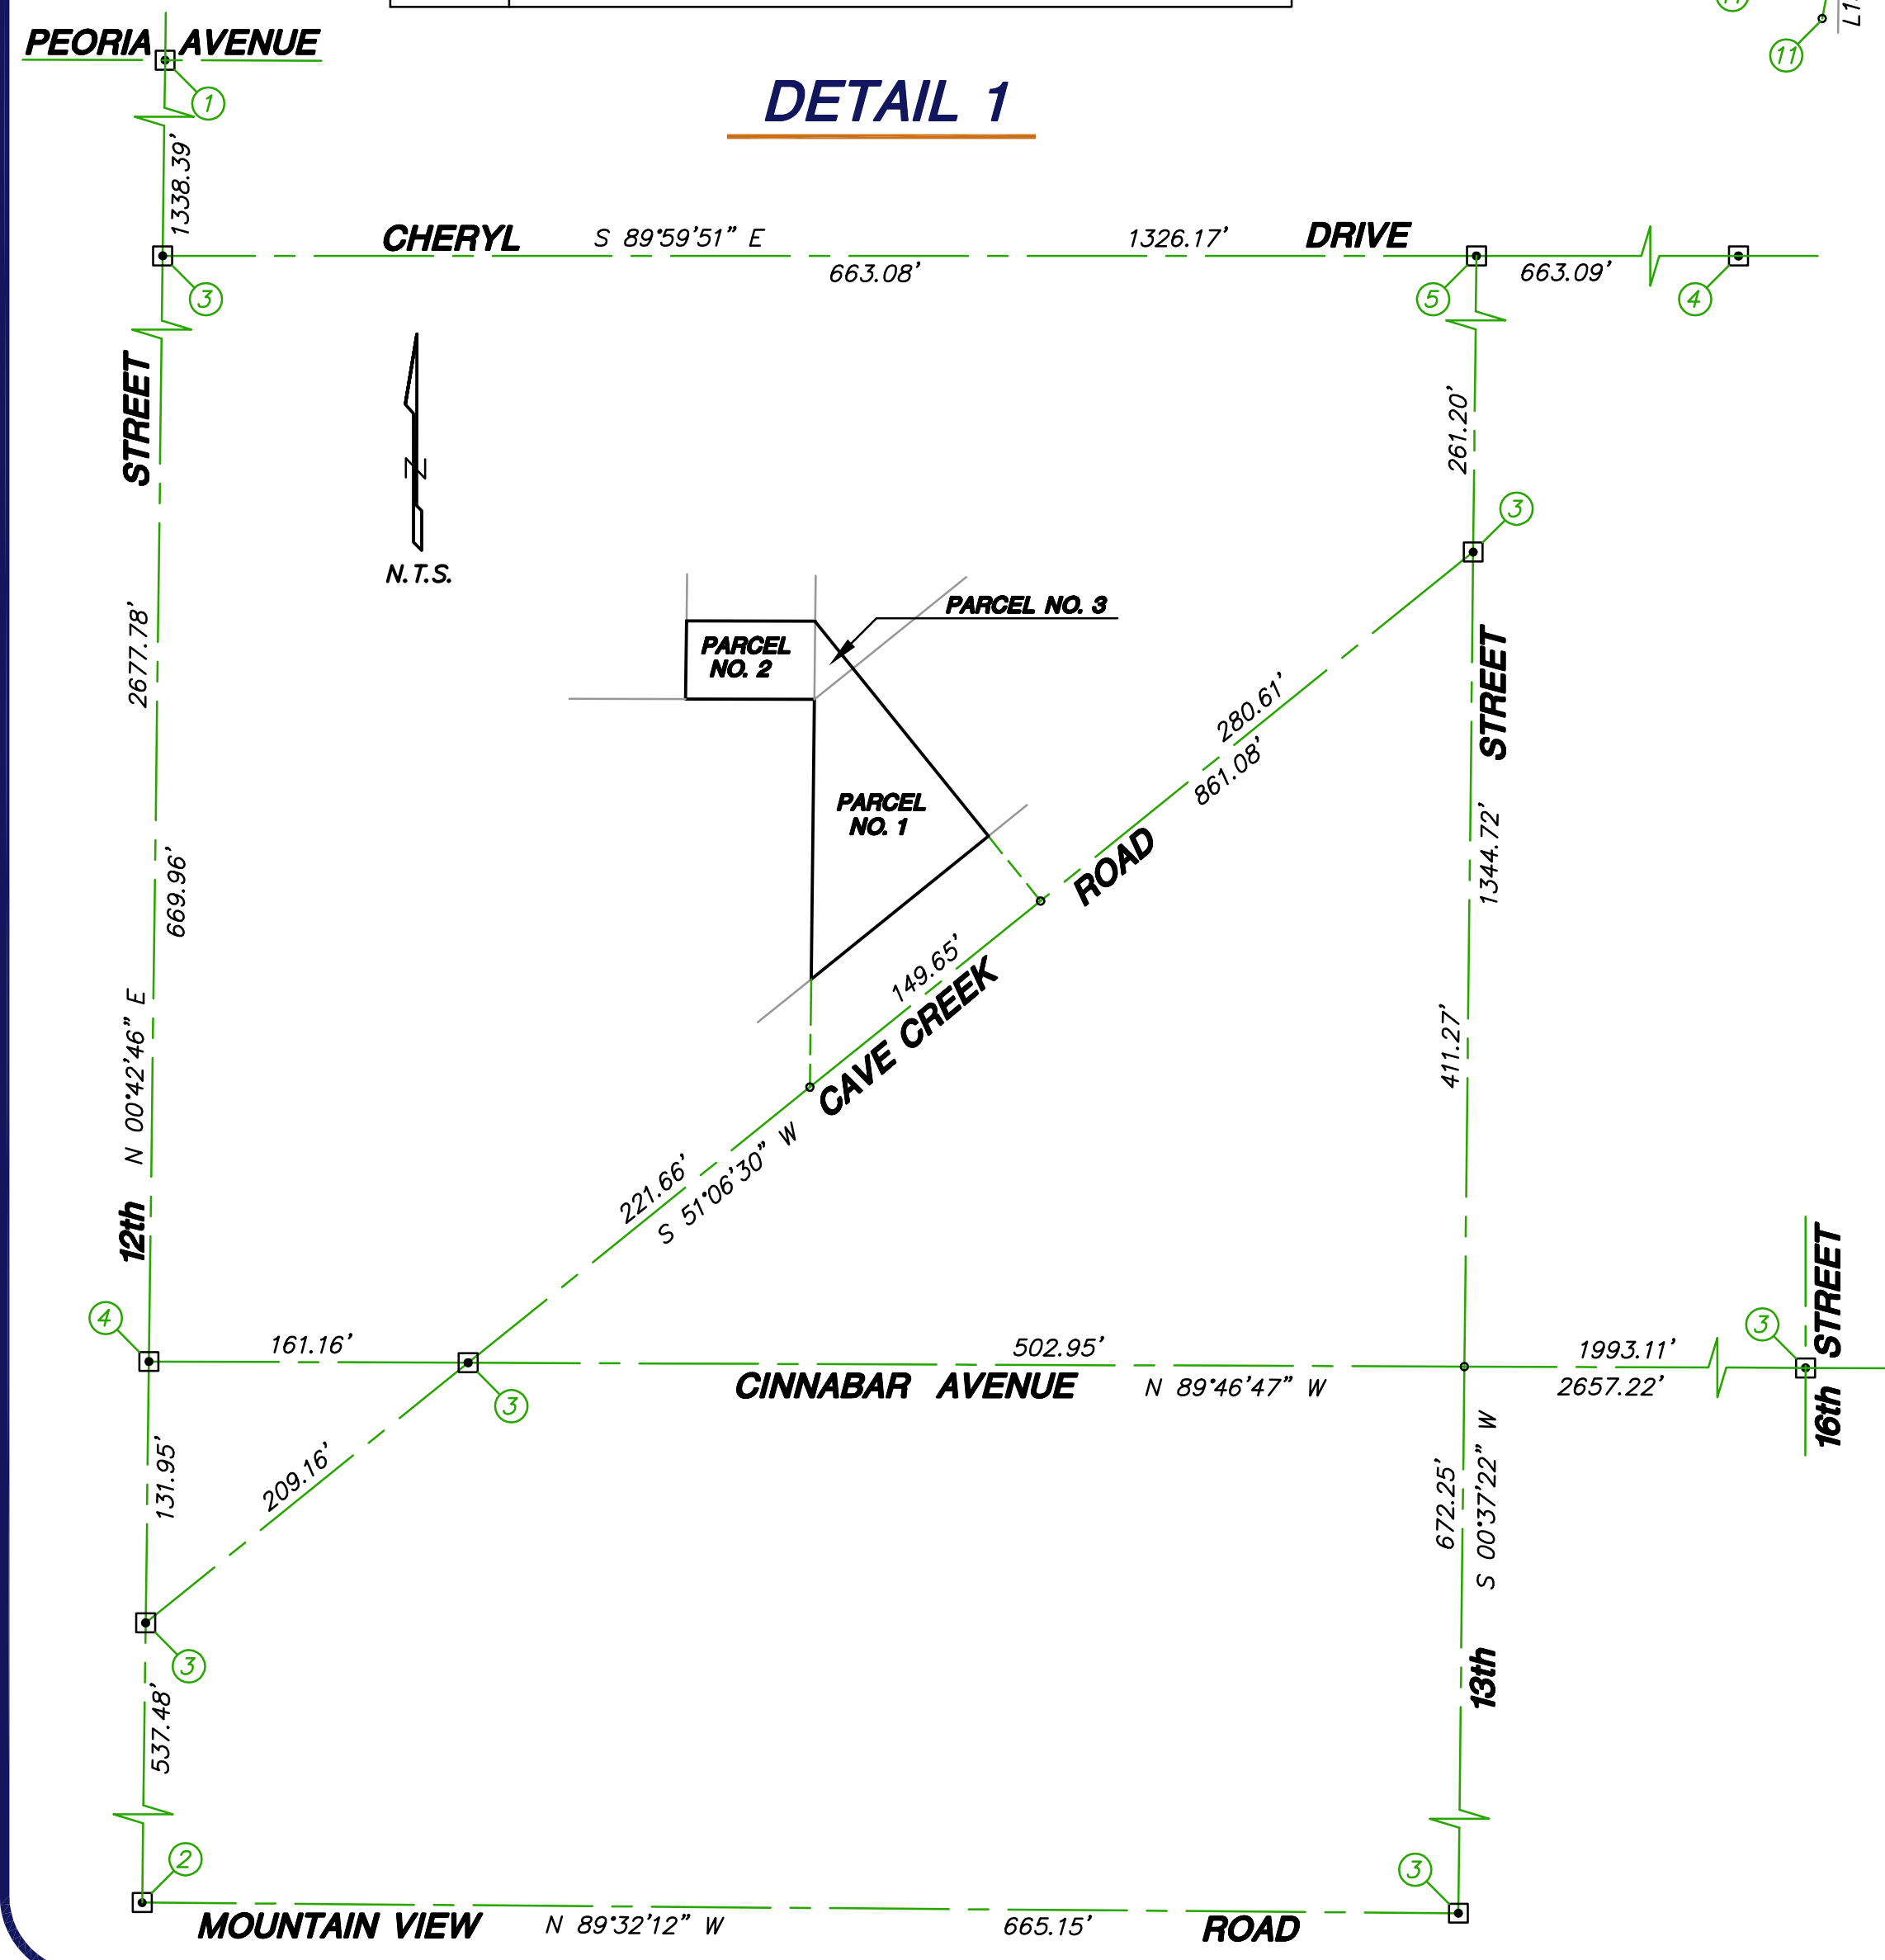 PEORIA AVENUE
11
L1
1
DETAIL 1
1338.39'
CHERYL S 89°59'51" E 1326.17' DRIVE
663.08' 663.09'
3
5
4
STREET
261.20'
N
N.T.S.
3
PARCEL NO. 3
PARCEL
NO. 2
2677.78'
STREET
280.61'
861.08'
PARCEL
NO. 1
669.96'
1344.72'
ROAD
149.65'
CAVE CREEK
N 00°42'46" E
411.27'
221.66'
S 51°06'30" W
12th
16th STREET
4
161.16'
502.95'
1993.11'
3
CINNABAR AVENUE N 89°46'47" W
2657.22'
3
131.95'
209.16'
672.25'
S 00°37'22" W
3
13th
537.48'
2
3
MOUNTAIN VIEW N 89°32'12" W 665.15' ROAD